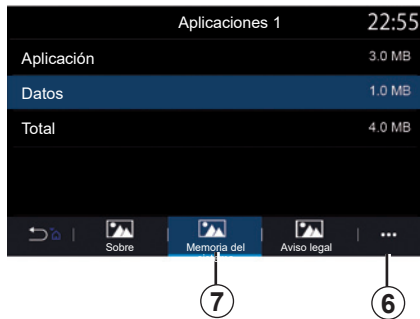 Aplicaciones 1 22:55
Aplicación 3.0 MB
Datos 1.0 MB
Total 4.0 MB
Sobre Memoria del Aviso legal
7 6